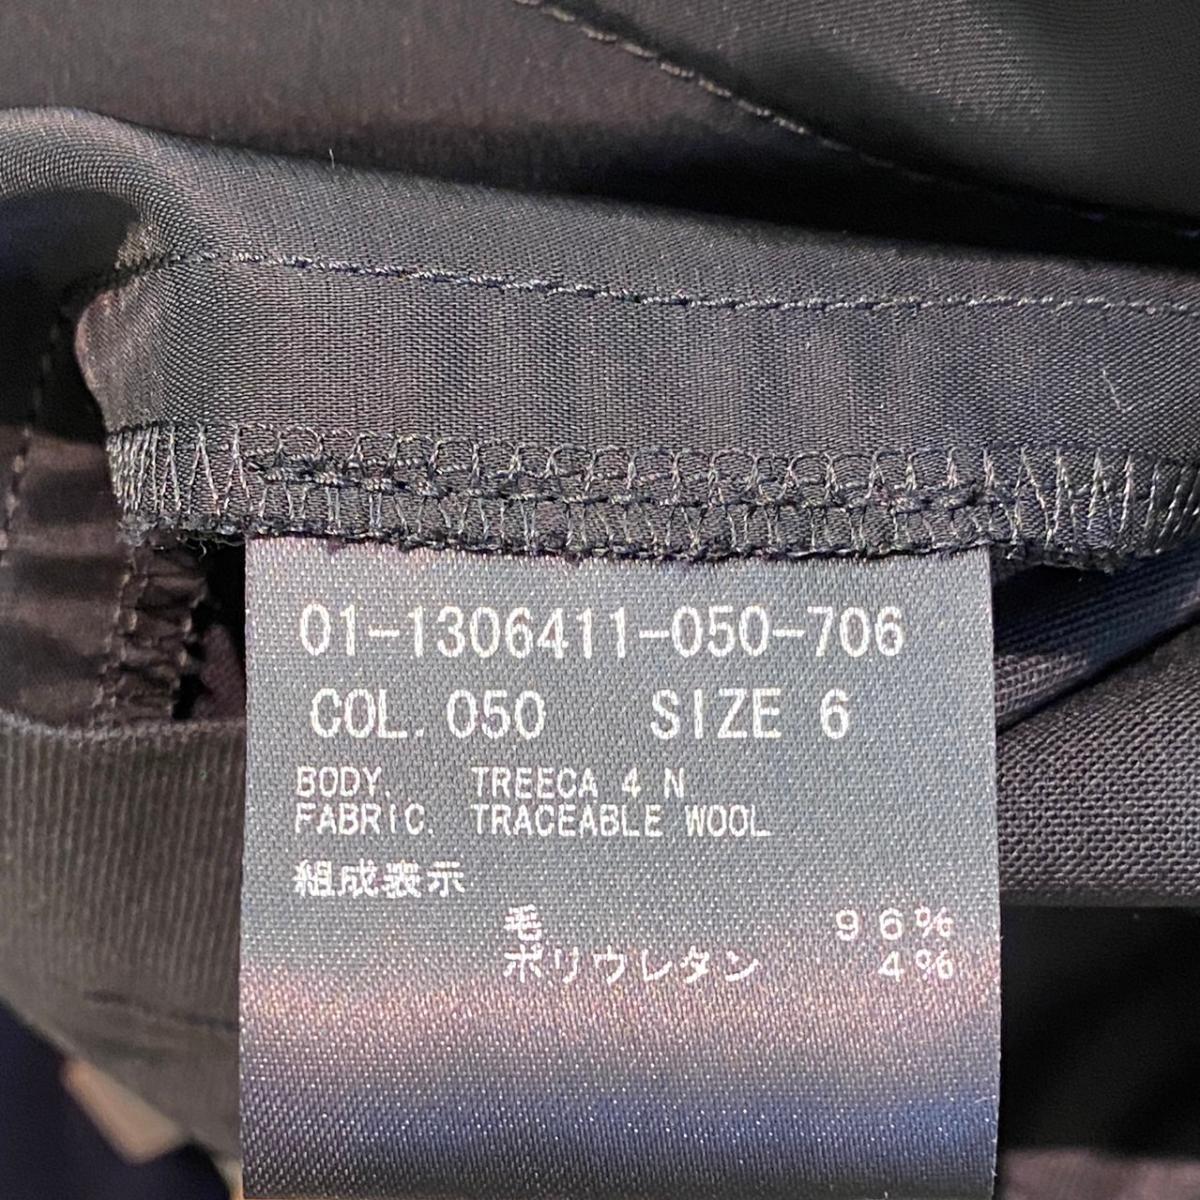 01-1306411-050-706
COL. 050 SIZE 6
BODY. TREECA 4 N
FABRIC. TRACEABLE WOOL
組成表示
毛 96%
ポリウレタン 4%